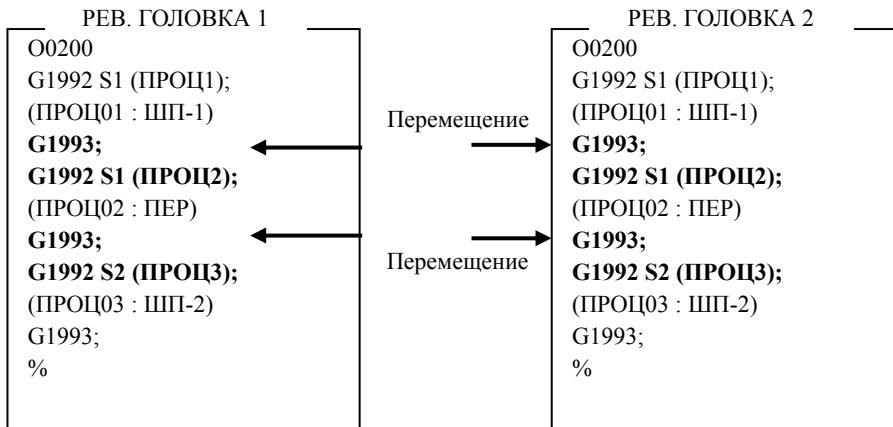 РЕВ. ГОЛОВКА 1
O0200
G1992 S1 (ПРОЦ1);
(ПРОЦ01 : ШП-1)
G1993;
G1992 S1 (ПРОЦ2);
(ПРОЦ02 : ПЕР)
G1993;
G1992 S2 (ПРОЦ3);
(ПРОЦ03 : ШП-2)
G1993;
%
Перемещение
Перемещение
РЕВ. ГОЛОВКА 2
O0200
G1992 S1 (ПРОЦ1);
(ПРОЦ01 : ШП-1)
G1993;
G1992 S1 (ПРОЦ2);
(ПРОЦ02 : ПЕР)
G1993;
G1992 S2 (ПРОЦ3);
(ПРОЦ03 : ШП-2)
G1993;
%